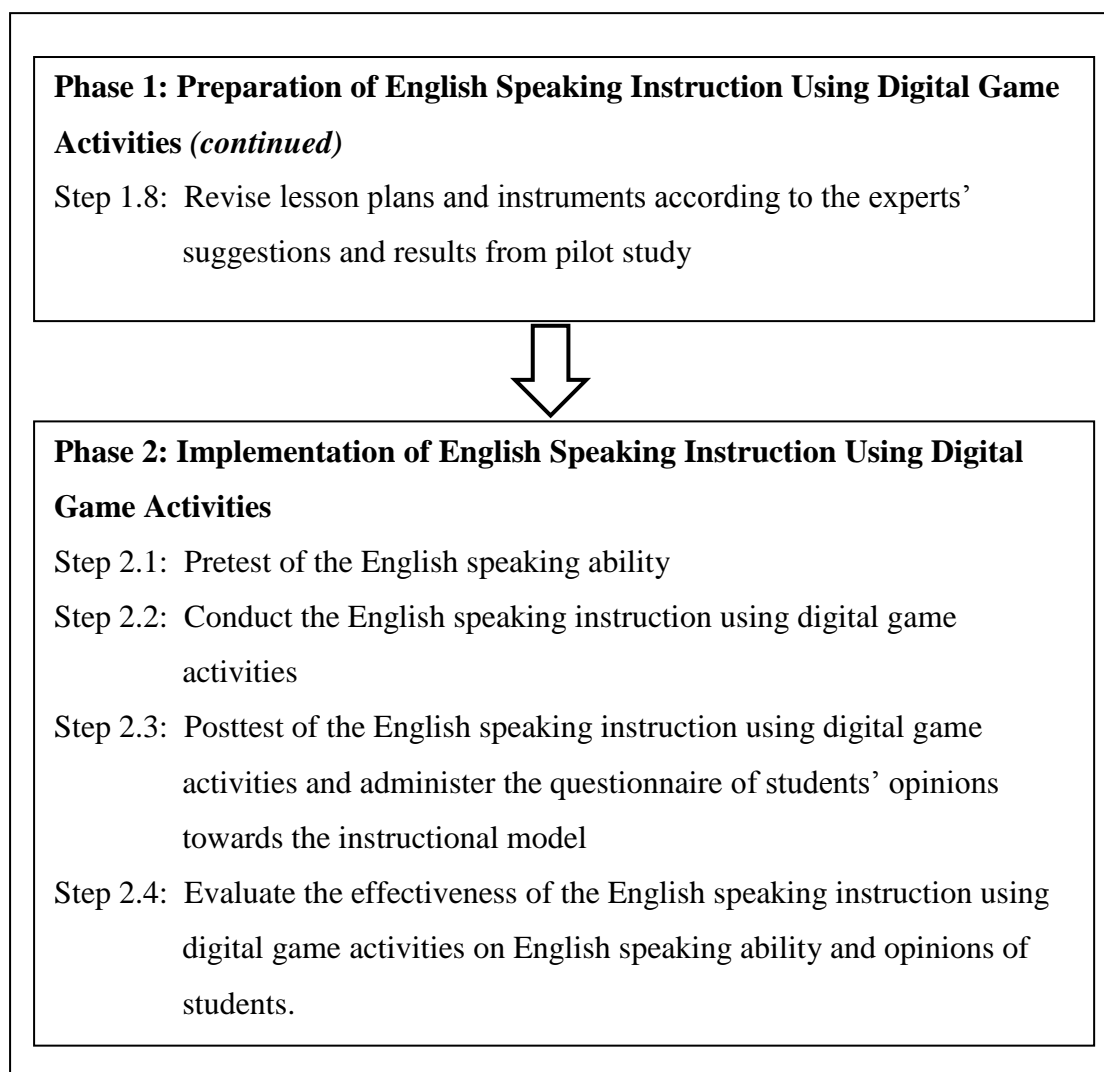 Phase 1: Preparation of English Speaking Instruction Using Digital Game
Activities (continued)
Step 1.8: Revise lesson plans and instruments according to the experts’
suggestions and results from pilot study
Phase 2: Implementation of English Speaking Instruction Using Digital
Game Activities
Step 2.1: Pretest of the English speaking ability
Step 2.2: Conduct the English speaking instruction using digital game
activities
Step 2.3: Posttest of the English speaking instruction using digital game
activities and administer the questionnaire of students’ opinions
towards the instructional model
Step 2.4: Evaluate the effectiveness of the English speaking instruction using
digital game activities on English speaking ability and opinions of
students.